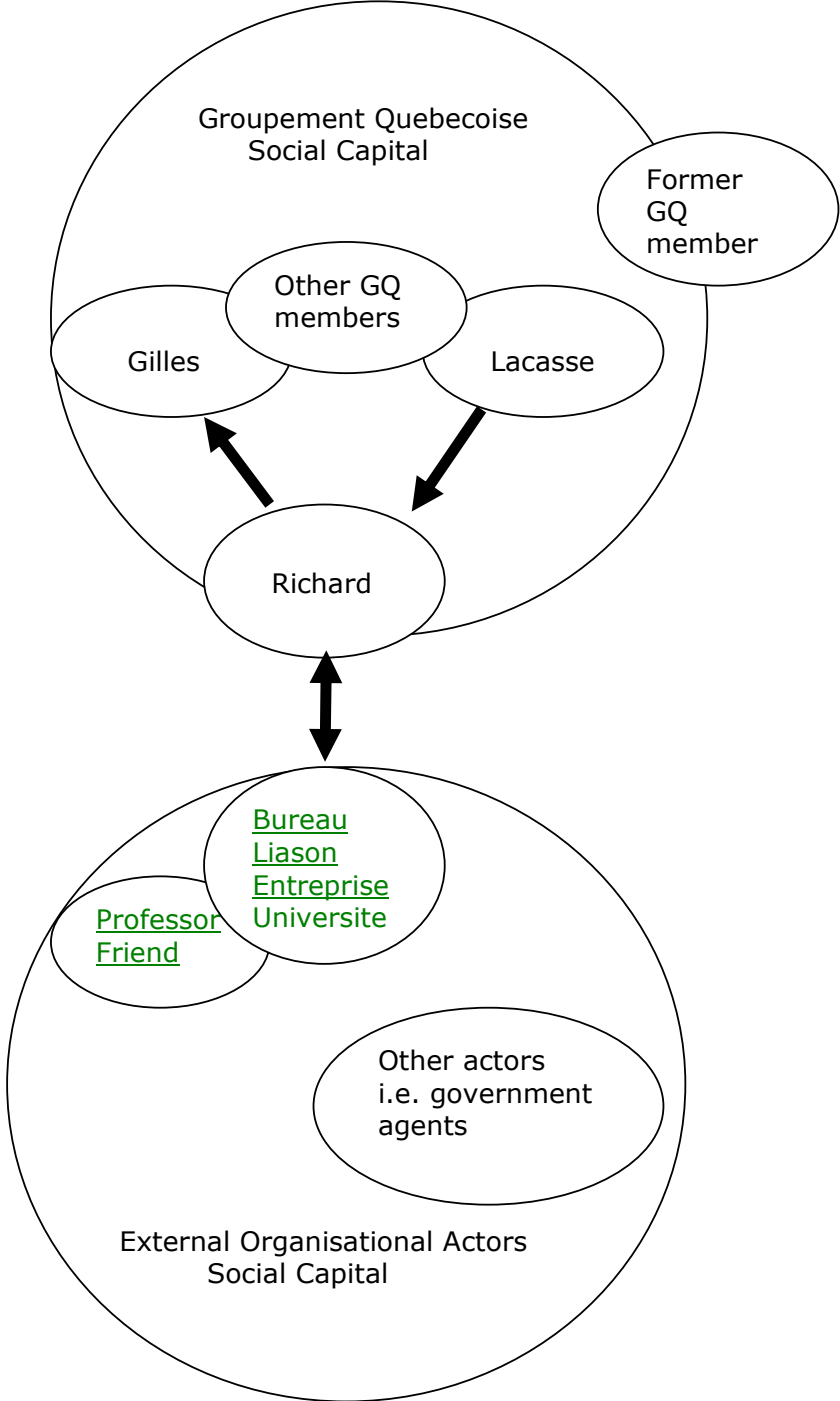 Groupement Quebecoise
Social Capital
Former
GQ
member
Other GQ
members
Gilles
Lacasse
Richard
Bureau
Liason
Entreprise
Universite
Professor
Friend
Other actors
i.e. government
agents
External Organisational Actors
Social Capital